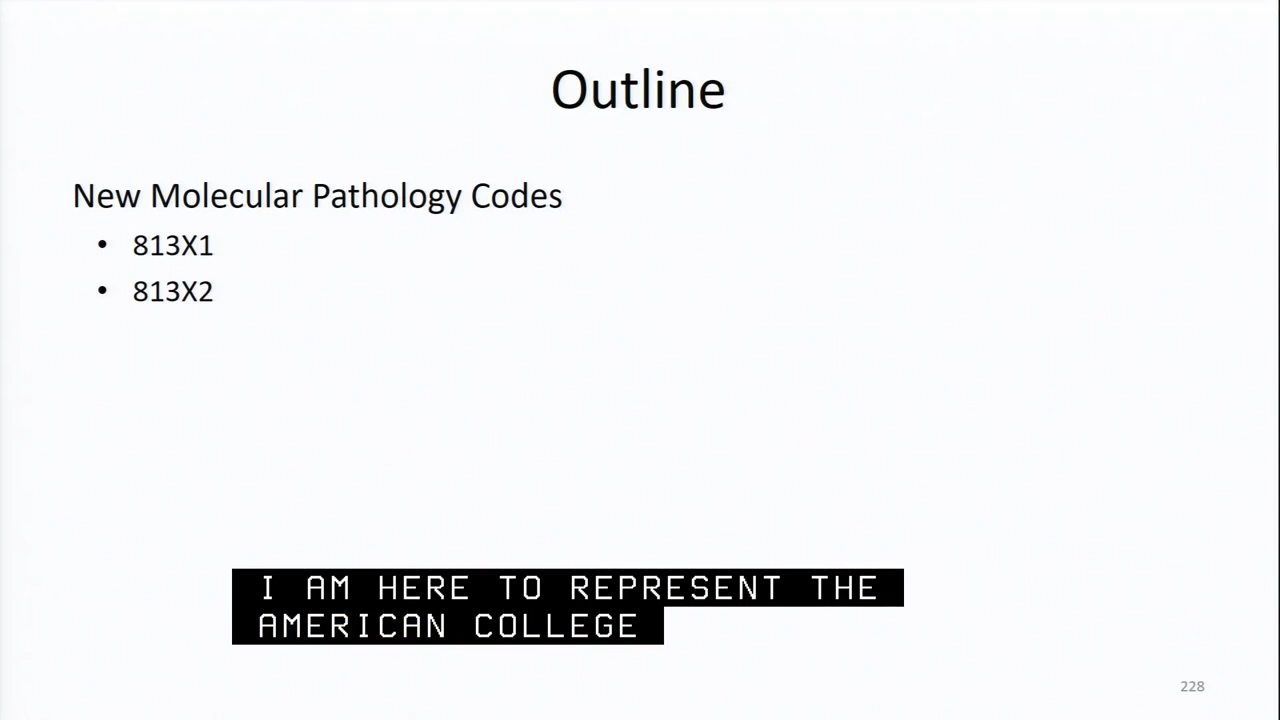 Outline
New Molecular Pathology Codes
• 813X1
• 813X2
I AM HERE TO REPRESENT THE
AMERICAN COLLEGE
228